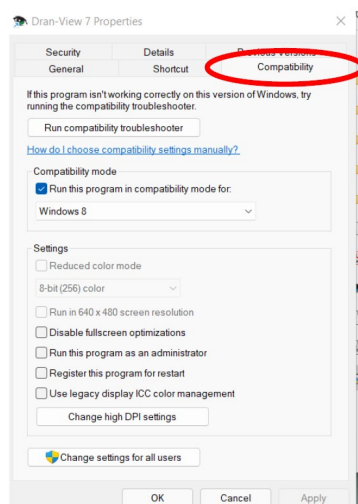 Dran-View 7 Properties
Security Details Previous Versions
General Shortcut Compatibility
If this program isn't working correctly on this version of Windows, try
running the compatibility troubleshooter.
Run compatibility troubleshooter
How do I choose compatibility settings manually?
Compatibility mode
Run this program in compatibility mode for:
Windows 8
Settings
Reduced color mode
8-bit (256) color
Run in 640 x 480 screen resolution
Disable fullscreen optimizations
Run this program as an administrator
Register this program for restart
Use legacy display ICC color management
Change high DPI settings
Change settings for all users
OK Cancel Apply